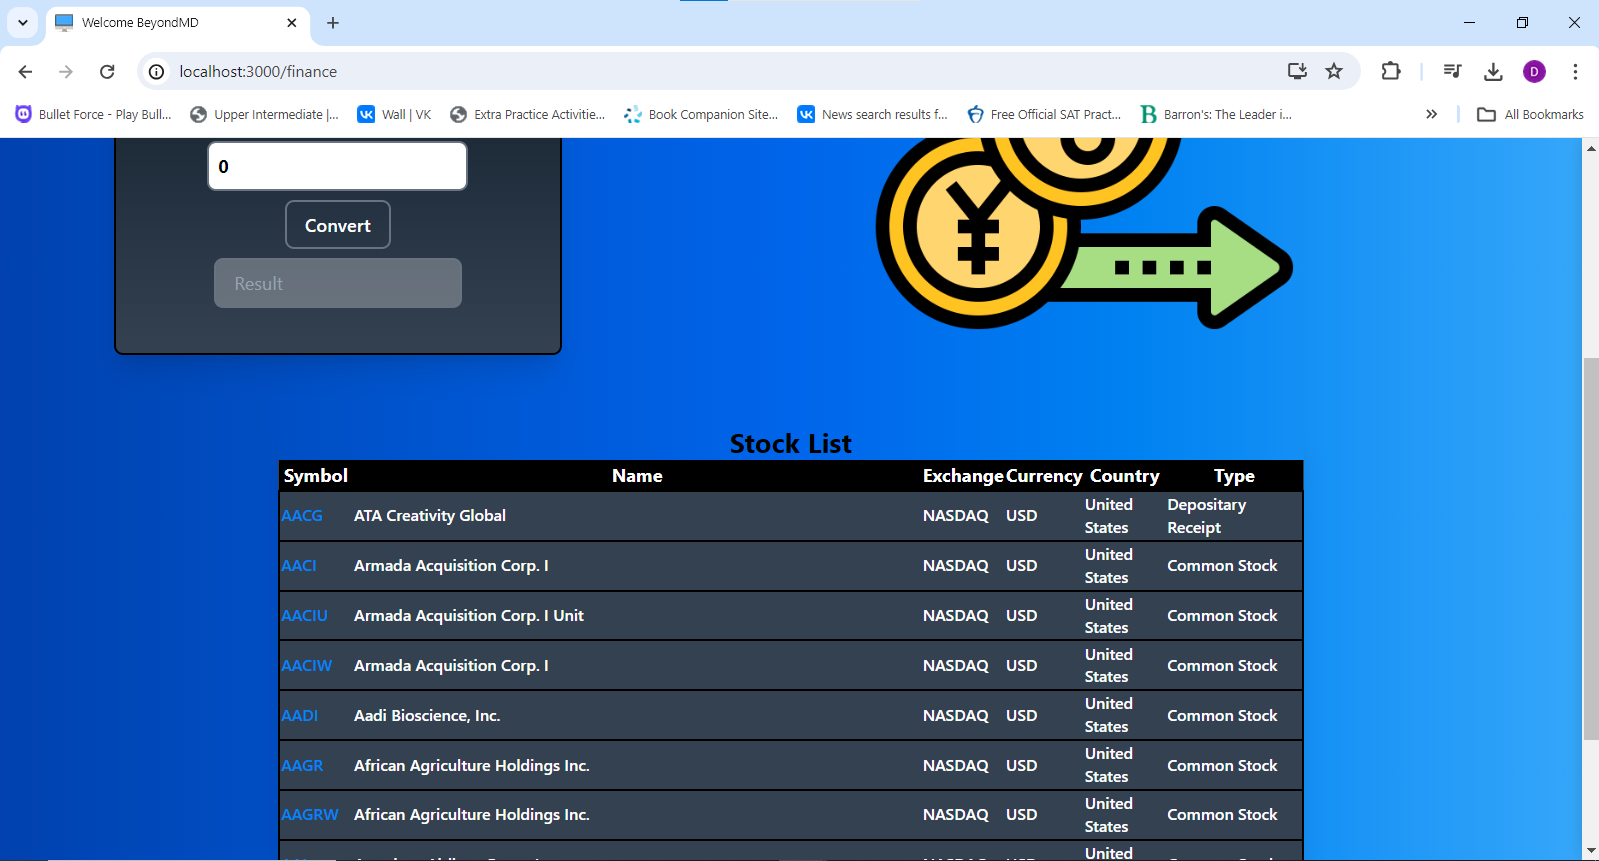 Welcome BeyondMD
localhost:3000/finance
D
Bullet Force - Play Bull...
Upper Intermediate |...
Wall | VK
Extra Practice Activitie...
Book Companion Site...
News search results f...
Free Official SAT Pract...
B Barron's: The Leader i...
All Bookmarks
0
Convert
Result
Stock List
Symbol Name Exchange Currency Country Type
AACG ATA Creativity Global NASDAQ USD United States Depositary Receipt
AACI Armada Acquisition Corp. I NASDAQ USD United States Common Stock
AACIU Armada Acquisition Corp. I Unit NASDAQ USD United States Common Stock
AACIW Armada Acquisition Corp. I NASDAQ USD United States Common Stock
AADI Aadi Bioscience, Inc. NASDAQ USD United States Common Stock
AAGR African Agriculture Holdings Inc. NASDAQ USD United States Common Stock
AAGRW African Agriculture Holdings Inc. NASDAQ USD United States Common Stock
United